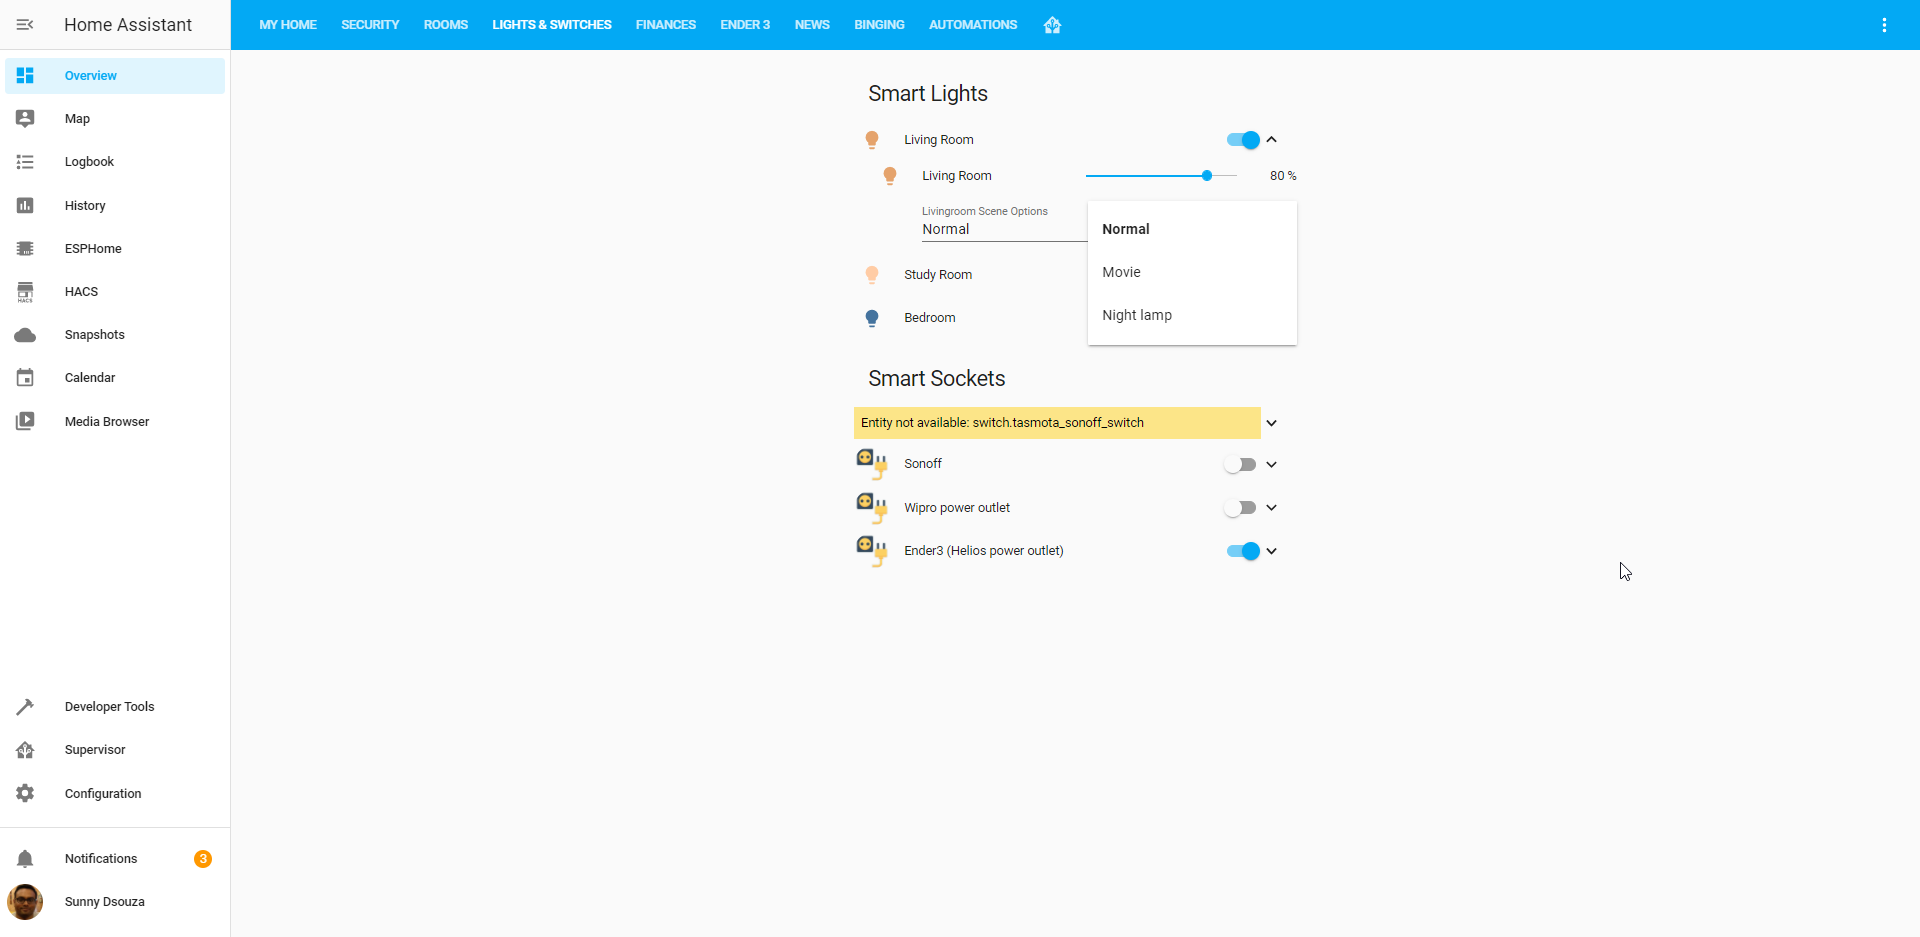 Home Assistant
MY HOME SECURITY ROOMS LIGHTS & SWITCHES FINANCES ENDER 3 NEWS BINGING AUTOMATIONS
Overview
Map
Logbook
History
ESPHome
HACS
HACS
Snapshots
Calendar
Media Browser
Developer Tools
Supervisor
Configuration
Notifications 3
Sunny Dsouza
Smart Lights
Living Room
Living Room 80 %
Livingroom Scene Options
Normal
Normal
Movie
Night lamp
Study Room
Bedroom
Smart Sockets
Entity not available: switch.tasmota_sonoff_switch
Sonoff
Wipro power outlet
Ender3 (Helios power outlet)